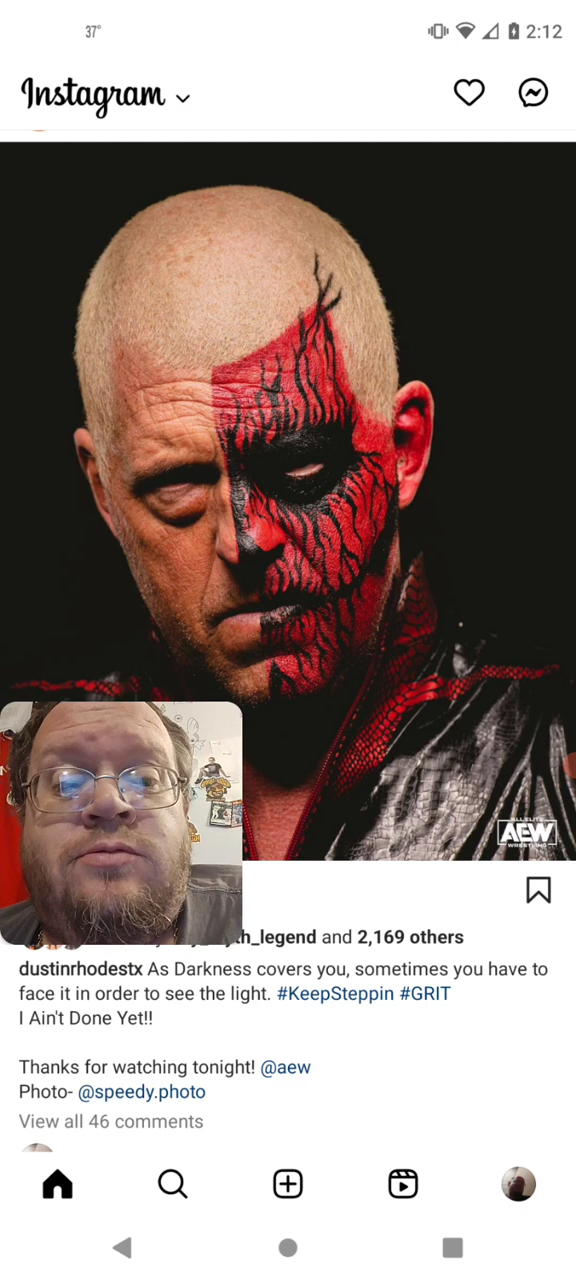 37°
2:12
Instagram
ALL ELITE
AEW
WRESTLING
th_legend and 2,169 others
dustinrhodestx As Darkness covers you, sometimes you have to
face it in order to see the light. #KeepSteppin #GRIT
I Ain't Done Yet!!
Thanks for watching tonight! @aew
Photo- @speedy.photo
View all 46 comments